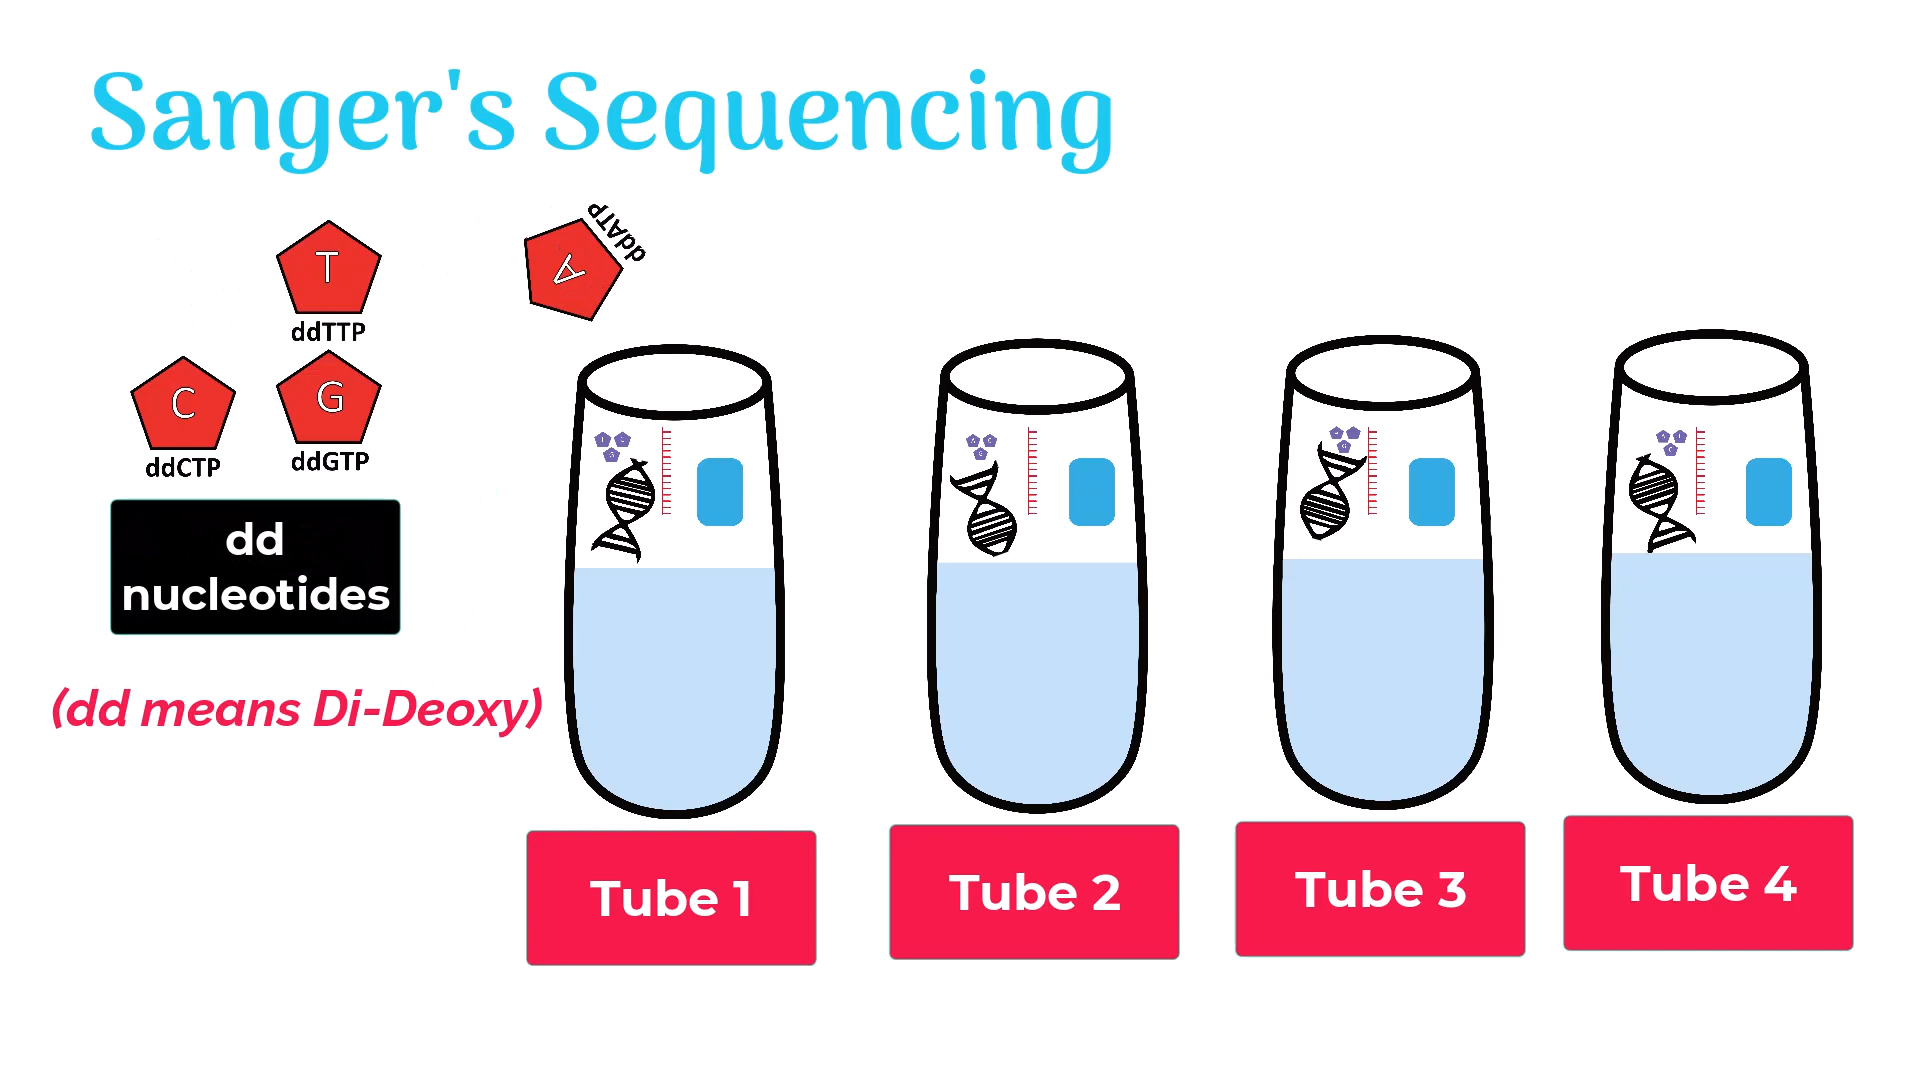 Sanger's Sequencing
T
ddTTP
A
ddATP
C
ddCTP
G
ddGTP
dd
nucleotides
(dd means Di-Deoxy)
Tube 1
Tube 2
Tube 3
Tube 4